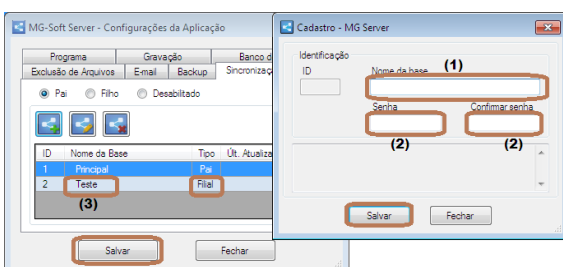 MG-Soft Server - Configurações da Aplicação
Programa Gravação Banco d
Exclusão de Arquivos E-mail Backup Sincronizaç
Pai Filho Desabilitado
ID Nome da Base Tipo Últ. Atualiza
1 Principal Pai
2 Teste Filial
(3)
Salvar Fechar
Cadastro - MG Server
Identificação
ID Nome da base (1)
Senha Confirmar senha
(2) (2)
Salvar Fechar